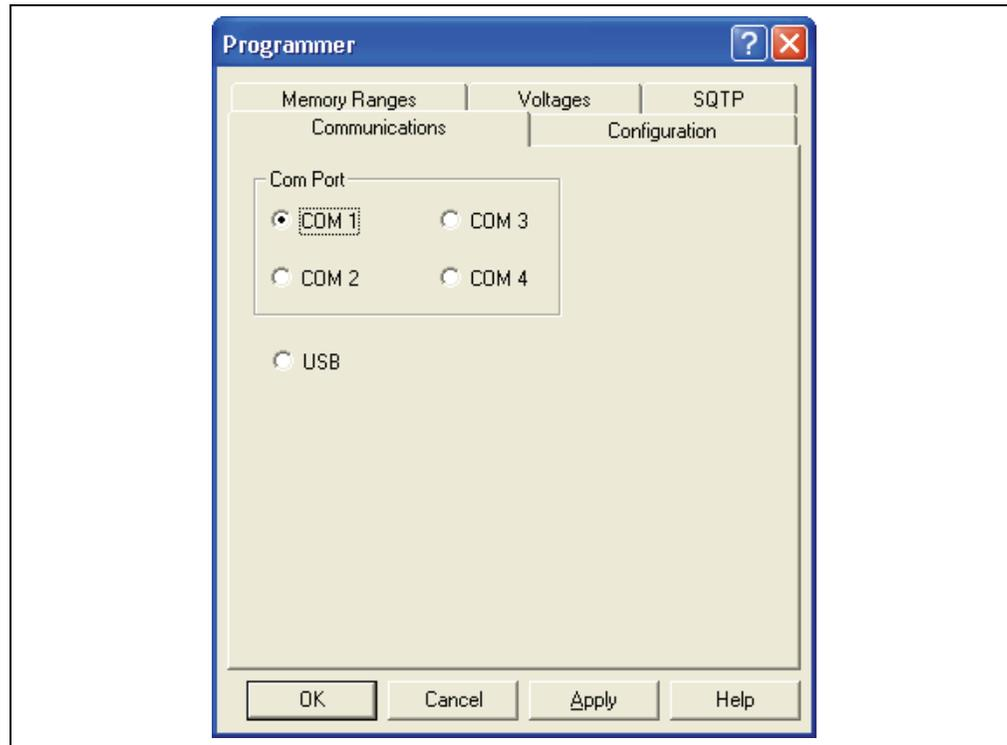 Programmer
Memory Ranges Voltages SQTP
Communications Configuration
Com Port
COM 1 COM 3
COM 2 COM 4
USB
OK Cancel Apply Help